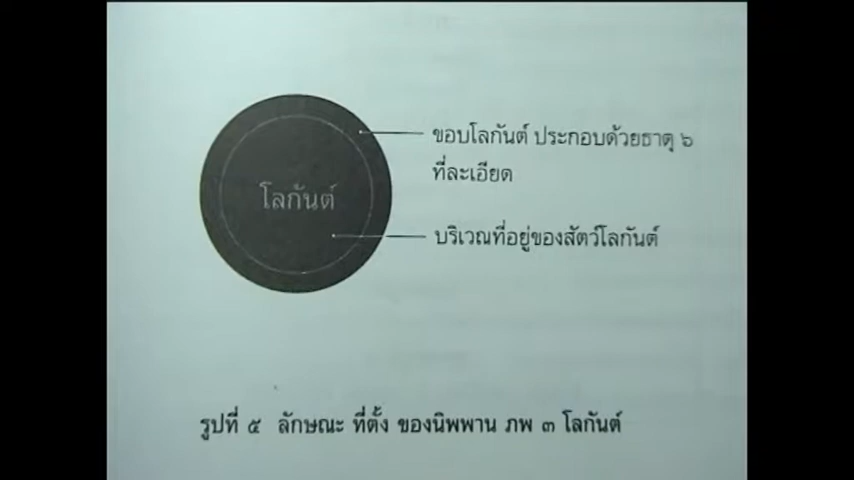 ขอบโลกันต์ ประกอบด้วยธาตุ ๖
ที่ละเอียด
โลกันต์
บริเวณที่อยู่ของสัตว์โลกันต์
รูปที่ ๕ ลักษณะ ที่ตั้ง ของนิพพาน ภพ ๓ โลกันต์